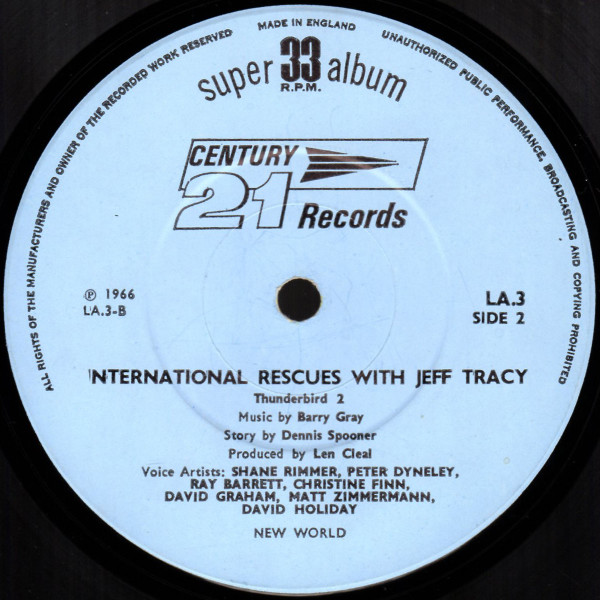 MADE IN ENGLAND
ALL RIGHTS OF THE MANUFACTURERS AND OWNER OF THE RECORDED WORK RESERVED
UNAUTHORIZED PUBLIC PERFORMANCE, BROADCASTING AND COPYING PROHIBITED
super 33 album
R.P.M.
CENTURY
21 Records
℗ 1966
LA.3-B
LA.3
SIDE 2
INTERNATIONAL RESCUES WITH JEFF TRACY
Thunderbird 2
Music by Barry Gray
Story by Dennis Spooner
Produced by Len Cleal
Voice Artists: SHANE RIMMER, PETER DYNELEY,
RAY BARRETT, CHRISTINE FINN,
DAVID GRAHAM, MATT ZIMMERMANN,
DAVID HOLIDAY
NEW WORLD